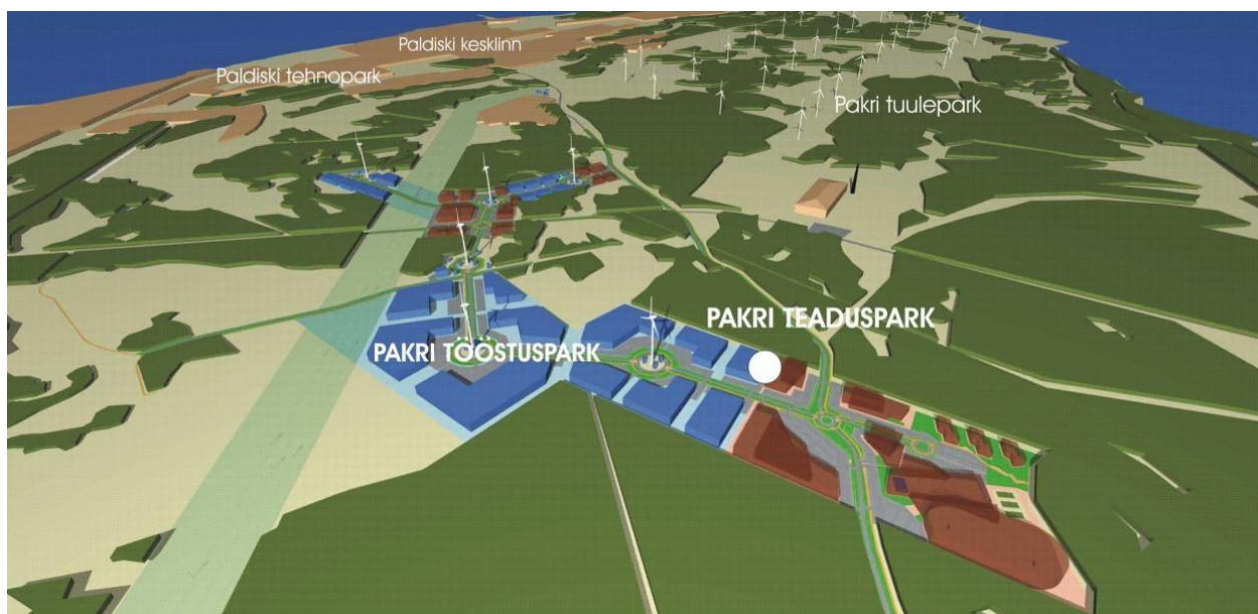 Paldiski kesklinn
Paldiski tehnopark
Pakri tuulepark
PAKRI TEADUSPARK
PAKRI TÖÖSTUSPARK